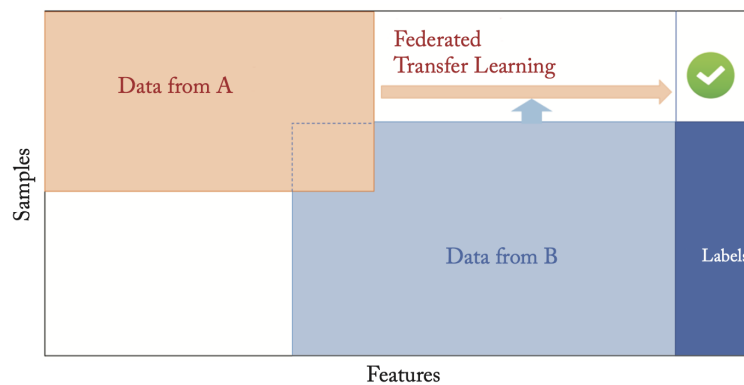 Federated
Transfer Learning
Data from A
Samples
Data from B
Labels
Features